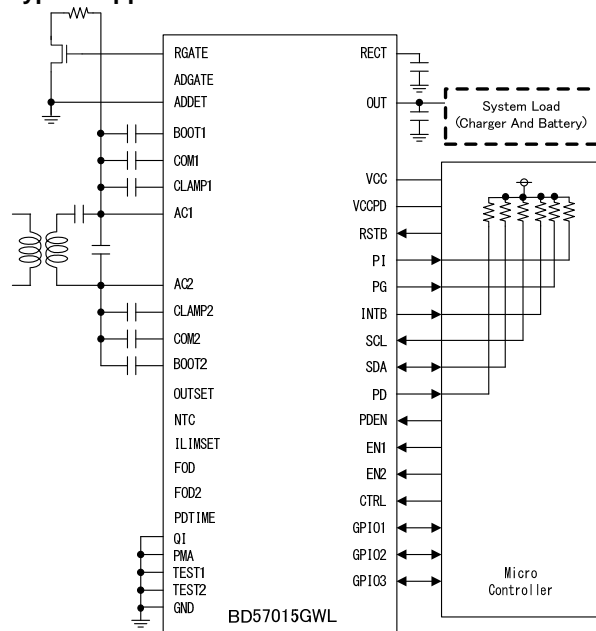 RGATE
ADGATE
ADDET
BOOT1
COM1
CLAMP1
AC1
AC2
CLAMP2
COM2
BOOT2
OUTSET
NTC
ILIMSET
FOD
FOD2
PDTIME
QI
PMA
TEST1
TEST2
GND
BD57015GWL
RECT
OUT
VCC
VCCPD
RSTB
PI
PG
INTB
SCL
SDA
PD
PDEN
EN1
EN2
CTRL
GPIO1
GPIO2
GPIO3
System Load
(Charger And Battery)
Micro
Controller